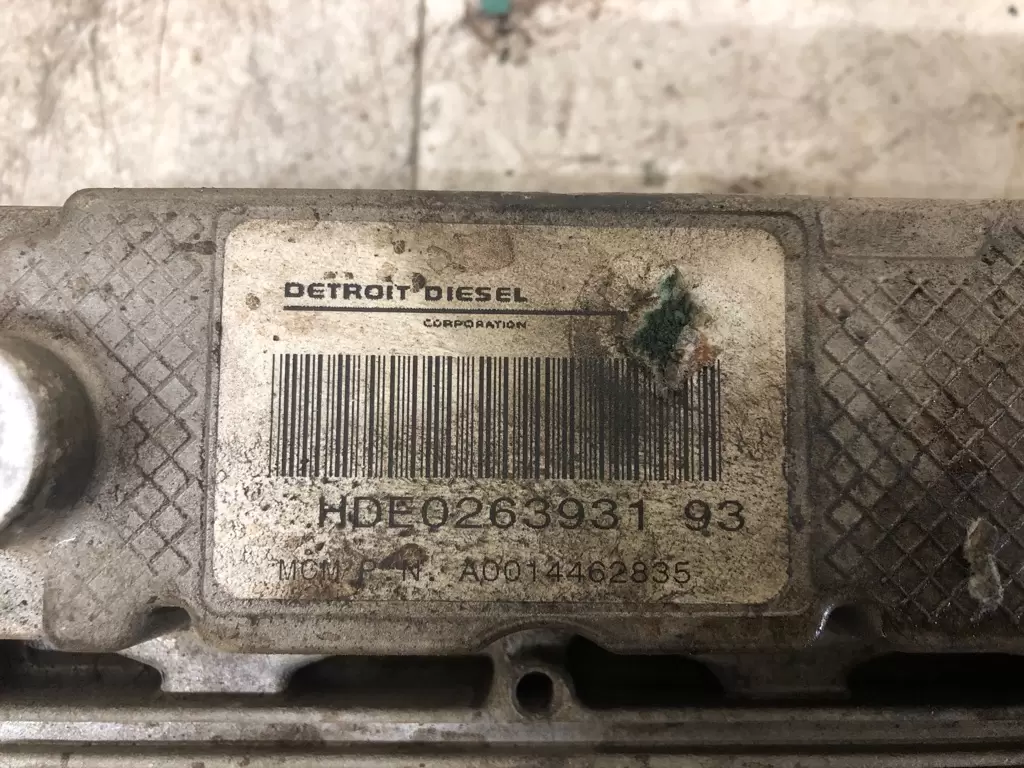 DETROIT DIESEL
CORPORATION
HDE0263931 93
MCM P N. A0014462835